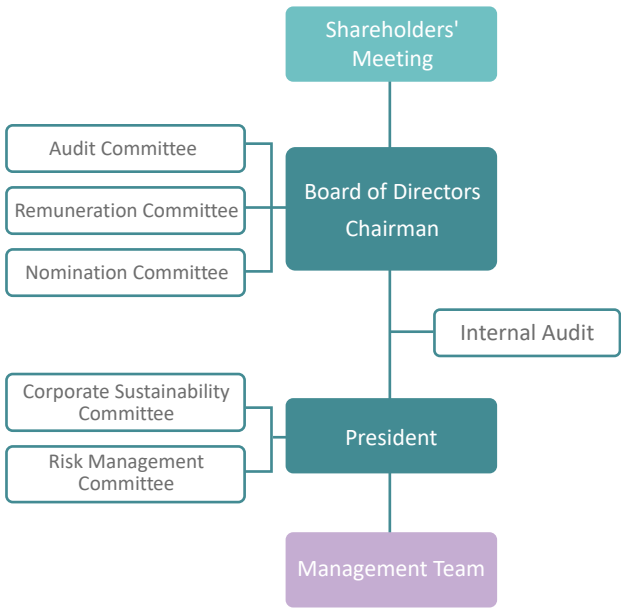 Shareholders'
Meeting
Audit Committee
Remuneration Committee
Nomination Committee
Board of Directors
Chairman
Internal Audit
Corporate Sustainability
Committee
Risk Management
Committee
President
Management Team